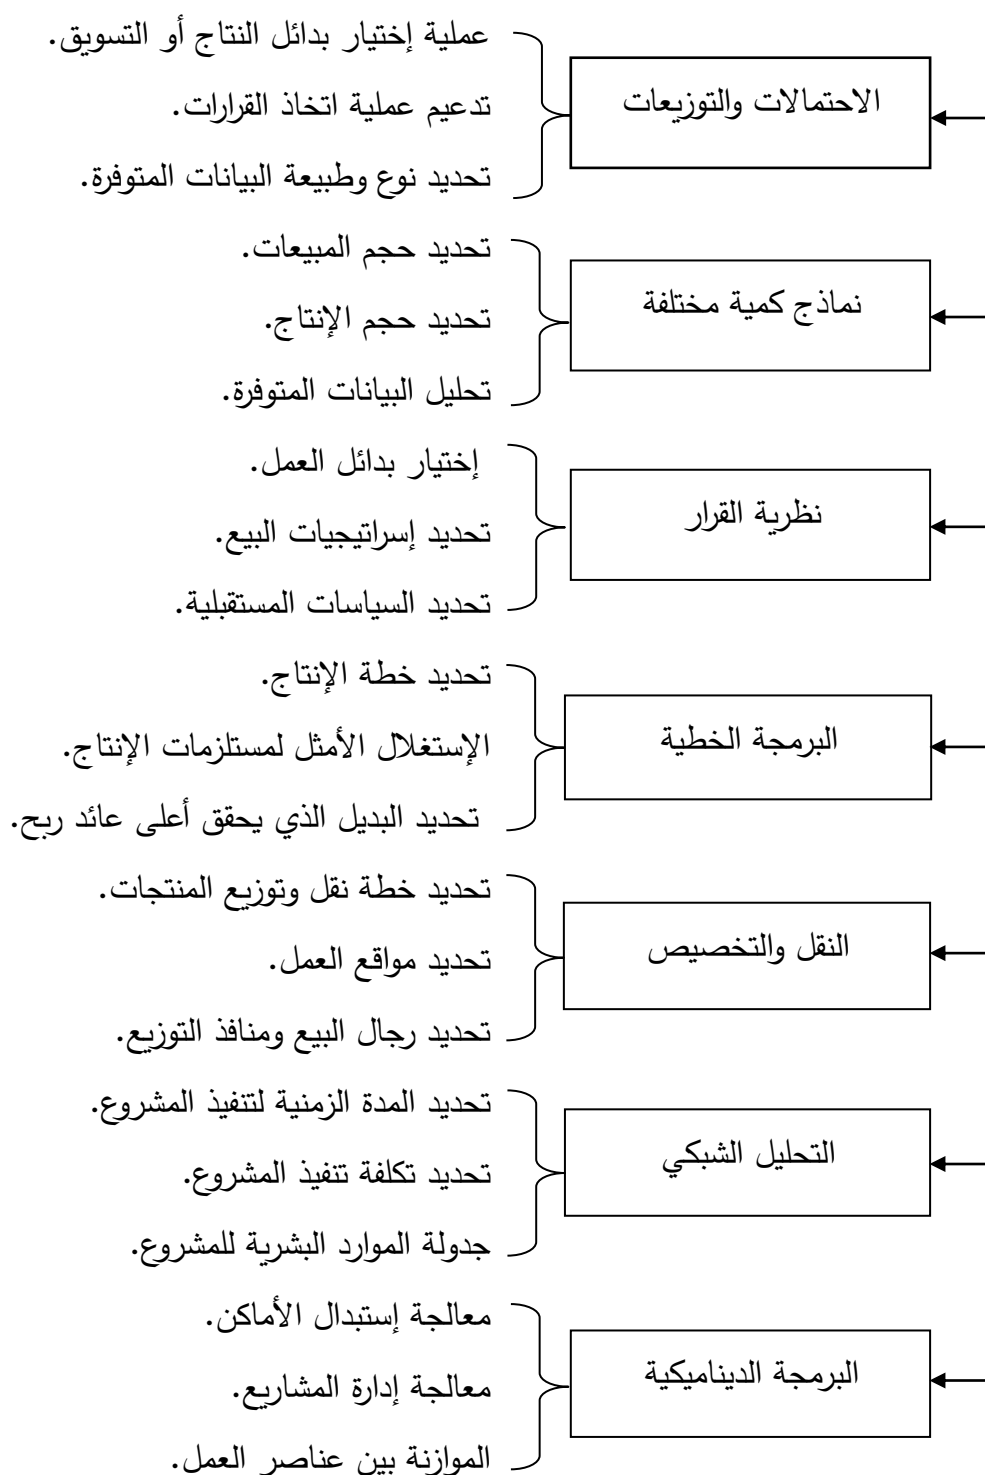 الاحتمالات والتوزيعات
عملية إختيار بدائل النتاج أو التسويق.
تدعيم عملية اتخاذ القرارات.
تحديد نوع وطبيعة البيانات المتوفرة.
نماذج كمية مختلفة
تحديد حجم المبيعات.
تحديد حجم الإنتاج.
تحليل البيانات المتوفرة.
نظرية القرار
إختيار بدائل العمل.
تحديد إستراتيجيات البيع.
تحديد السياسات المستقبلية.
البرمجة الخطية
تحديد خطة الإنتاج.
الإستغلال الأمثل لمستلزمات الإنتاج.
تحديد البديل الذي يحقق أعلى عائد ربح.
النقل والتخصيص
تحديد خطة نقل وتوزيع المنتجات.
تحديد مواقع العمل.
تحديد رجال البيع ومنافذ التوزيع.
التحليل الشبكي
تحديد المدة الزمنية لتنفيذ المشروع.
تحديد تكلفة تنفيذ المشروع.
جدولة الموارد البشرية للمشروع.
البرمجة الديناميكية
معالجة إستبدال الأماكن.
معالجة إدارة المشاريع.
الموازنة بين عناصر العمل.